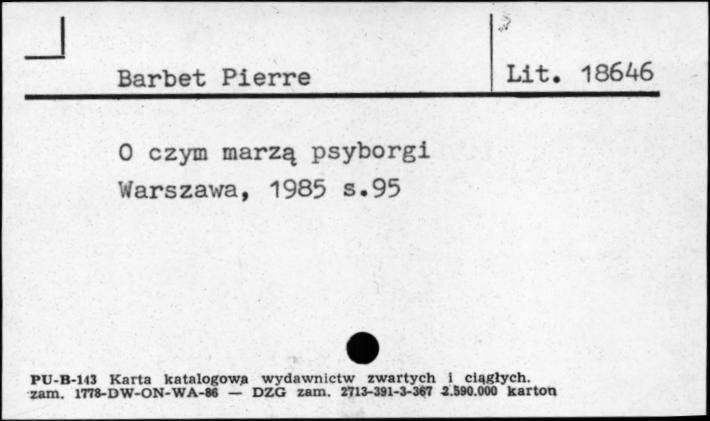 Barbet Pierre
Lit. 18646
O czym marzą psyborgi
Warszawa, 1985 s.95
PU-B-143 Karta katalogowa wydawnictw zwartych i ciągłych.
zam. 1778-DW-ON-WA-86 — DZG zam. 2713-391-3-367 2.590.000 karton